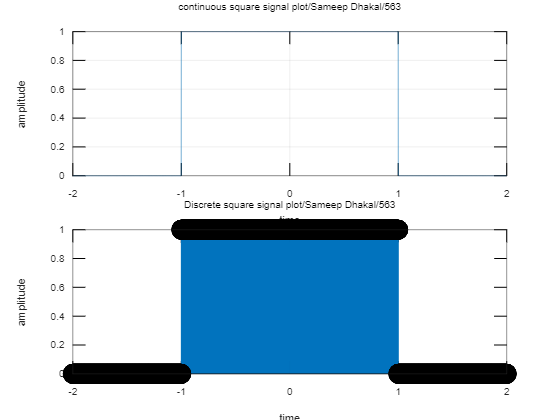 continuous square signal plot/Sameep Dhakal/563
1
0.8
0.6
0.4
0.2
0
amplitude
-2 -1 0 1 2
Discrete square signal plot/Sameep Dhakal/563
time
1
0.8
0.6
0.4
0.2
0
amplitude
-2 -1 0 1 2
time